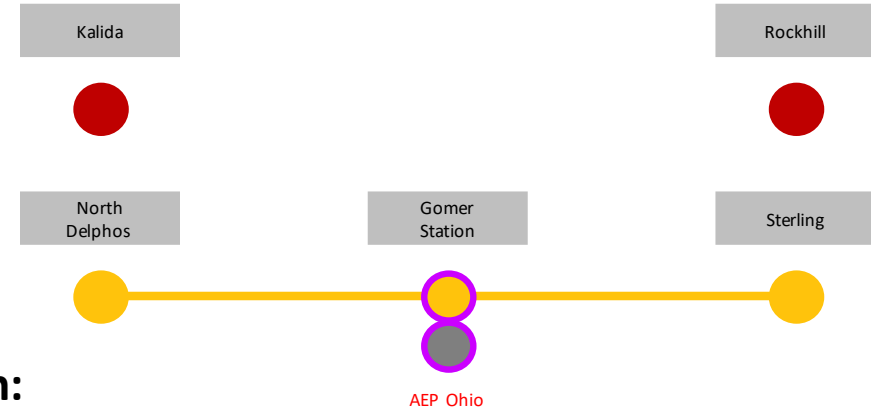 Kalida
Rockhill
North
Delphos
Gomer
Station
Sterling
n:
AEP Ohio